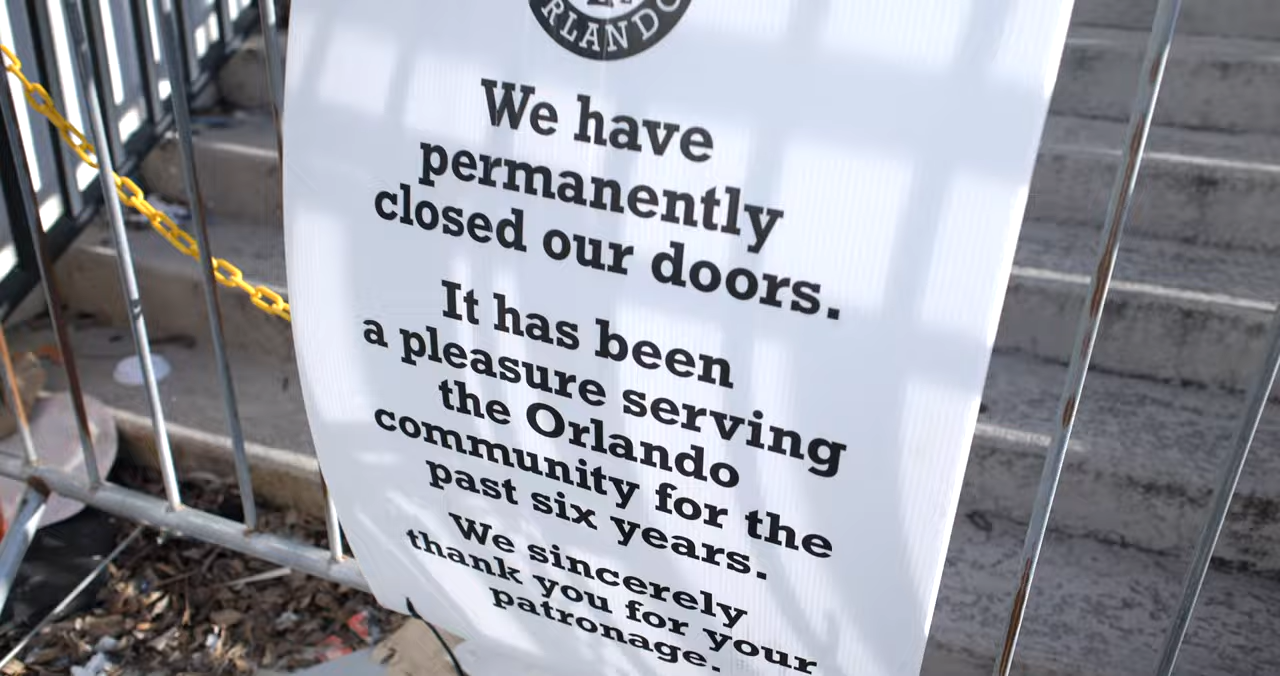 ORLANDO
We have
permanently
closed our doors.
It has been
a pleasure serving
the Orlando
community for the
past six years.
We sincerely
thank you for your
patronage.